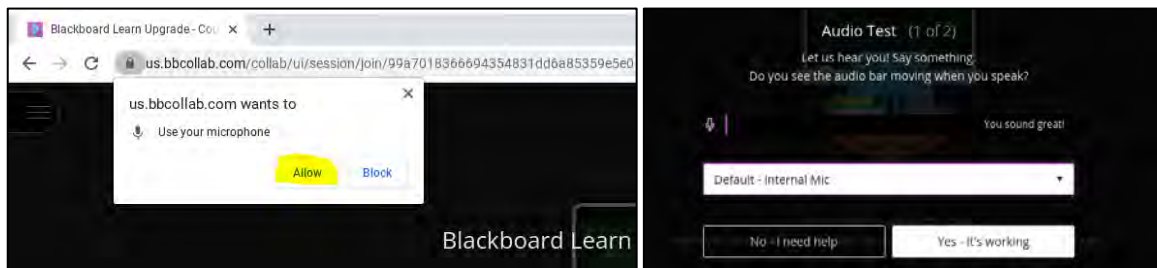 Blackboard Learn Upgrade - Cou
us.bbcollab.com/collab/ui/session/join/99a7018366694354831dd6a85359e5e0
us.bbcollab.com wants to
Use your microphone
Allow
Block
Blackboard Learn
Audio Test (1 of 2)
Let us hear you! Say something.
Do you see the audio bar moving when you speak?
You sound great!
Default - Internal Mic
No - I need help
Yes - It's working